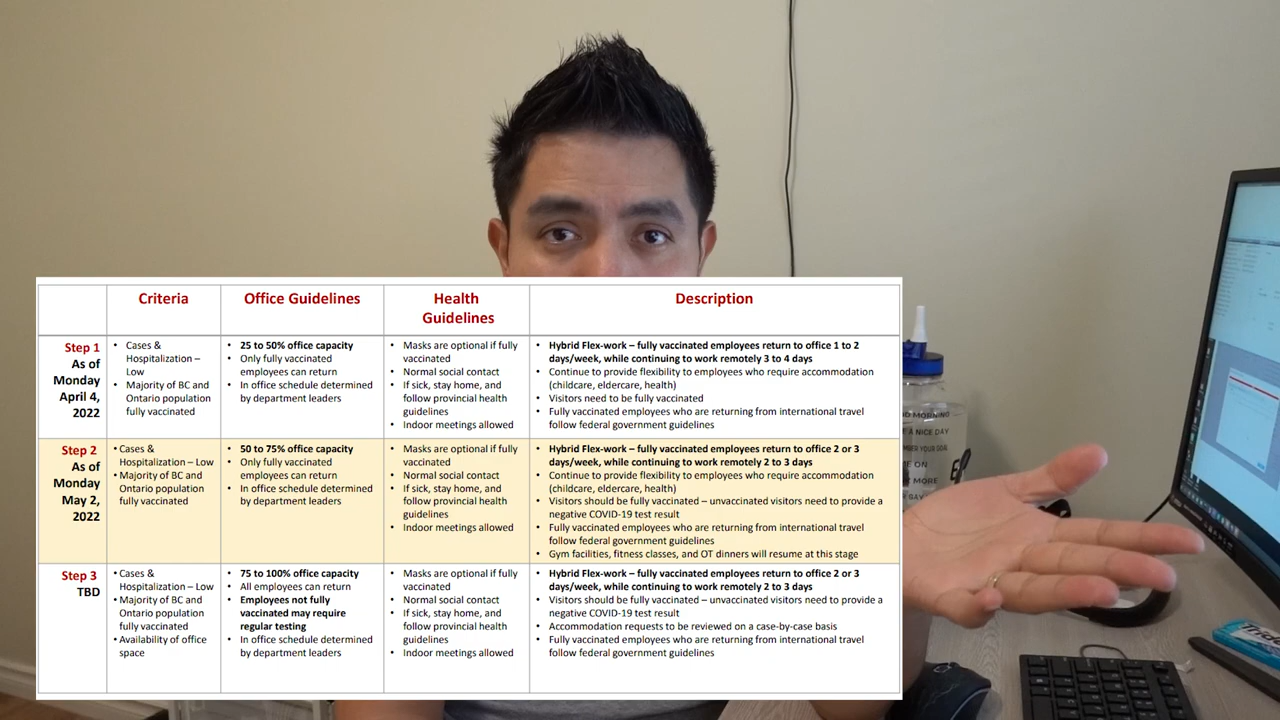 Criteria
Office Guidelines
Health
Guidelines
Description
Step 1
As of
Monday
April 4,
2022
• Cases &
Hospitalization –
Low
• Majority of BC and
Ontario population
fully vaccinated
• 25 to 50% office capacity
• Only fully vaccinated
employees can return
• In office schedule determined
by department leaders
• Masks are optional if fully
vaccinated
• Normal social contact
• If sick, stay home, and
follow provincial health
guidelines
• Indoor meetings allowed
• Hybrid Flex-work – fully vaccinated employees return to office 1 to 2
days/week, while continuing to work remotely 3 to 4 days
• Continue to provide flexibility to employees who require accommodation
(childcare, eldercare, health)
• Visitors need to be fully vaccinated
• Fully vaccinated employees who are returning from international travel
follow federal government guidelines
Step 2
As of
Monday
May 2,
2022
• Cases &
Hospitalization – Low
• Majority of BC and
Ontario population
fully vaccinated
• 50 to 75% office capacity
• Only fully vaccinated
employees can return
• In office schedule determined
by department leaders
• Masks are optional if fully
vaccinated
• Normal social contact
• If sick, stay home, and
follow provincial health
guidelines
• Indoor meetings allowed
• Hybrid Flex-work – fully vaccinated employees return to office 2 or 3
days/week, while continuing to work remotely 2 to 3 days
• Continue to provide flexibility to employees who require accommodation
(childcare, eldercare, health)
• Visitors should be fully vaccinated – unvaccinated visitors need to provide a
negative COVID-19 test result
• Fully vaccinated employees who are returning from international travel
follow federal government guidelines
• Gym facilities, fitness classes, and OT dinners will resume at this stage
Step 3
TBD
• Cases &
Hospitalization – Low
• Majority of BC and
Ontario population
fully vaccinated
• Availability of office
space
• 75 to 100% office capacity
• All employees can return
• Employees not fully
vaccinated may require
regular testing
• In office schedule determined
by department leaders
• Masks are optional if fully
vaccinated
• Normal social contact
• If sick, stay home, and
follow provincial health
guidelines
• Indoor meetings allowed
• Hybrid Flex-work – fully vaccinated employees return to office 2 or 3
days/week, while continuing to work remotely 2 to 3 days
• Visitors should be fully vaccinated – unvaccinated visitors need to provide a
negative COVID-19 test result
• Accommodation requests to be reviewed on a case-by-case basis
• Fully vaccinated employees who are returning from international travel
follow federal government guidelines
MORNING
A NICE DAY
YOUR GOAL
ME ON
MORE